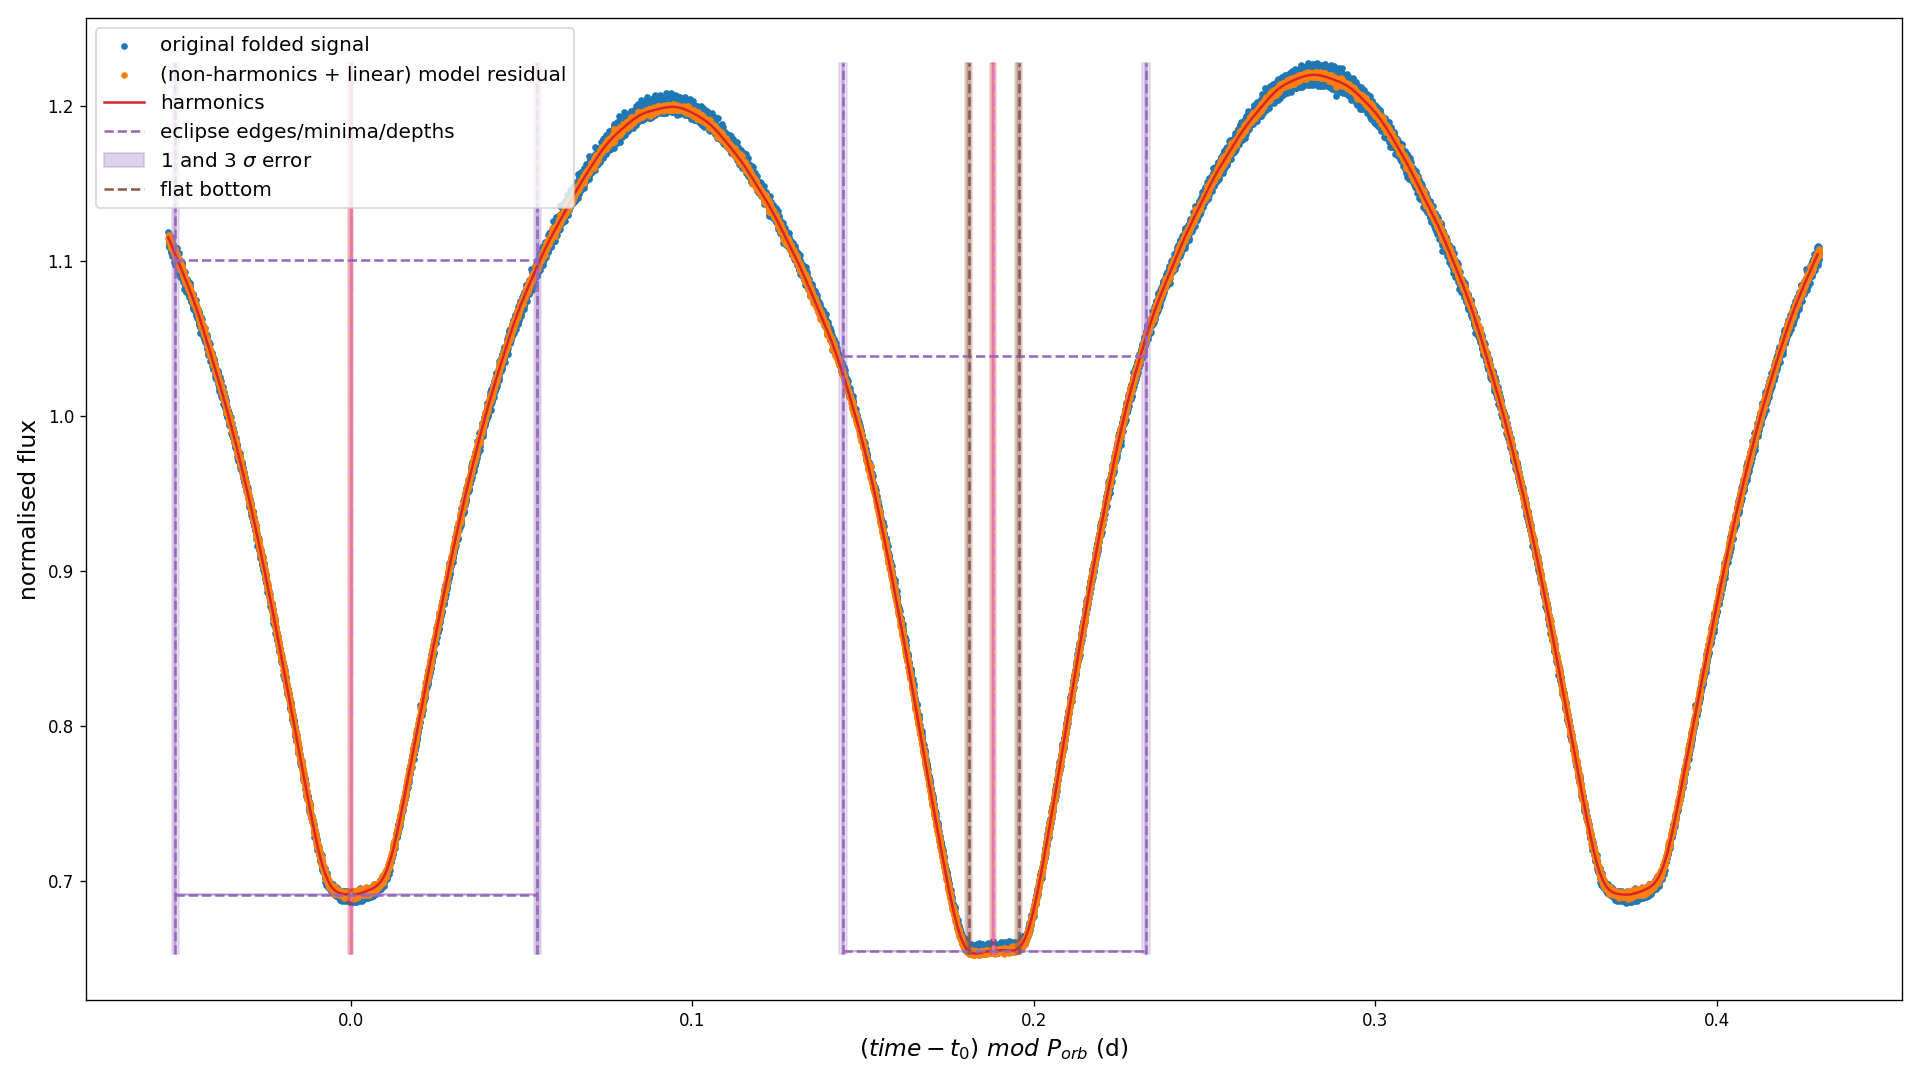 original folded signal
(non-harmonics + linear) model residual
harmonics
eclipse edges/minima/depths
1 and 3 σ error
flat bottom
1.2
1.1
1.0
0.9
0.8
0.7
normalised flux
0.0 0.1 0.2 0.3 0.4
(time − t₀) mod P_orb (d)